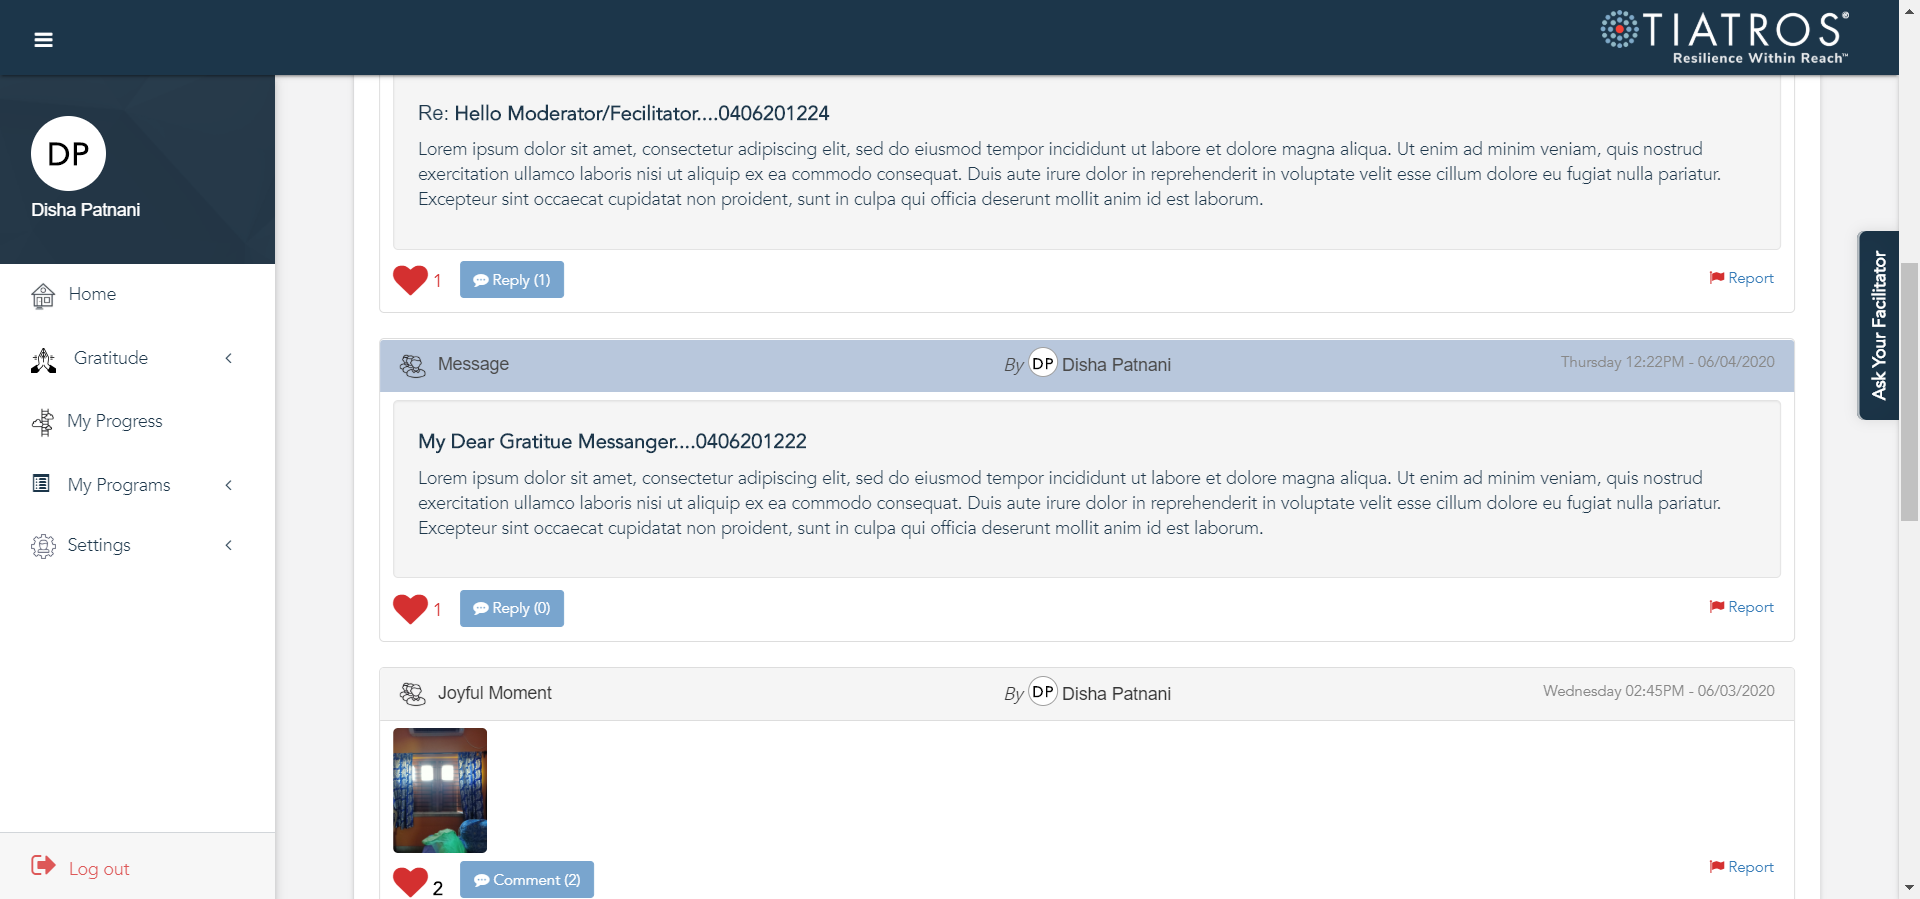 TIATROS®
Resilience Within Reach™
DP
Disha Patnani
Home
Gratitude
My Progress
My Programs
Settings
Log out
Re: Hello Moderator/Fecilitator....0406201224
Lorem ipsum dolor sit amet, consectetur adipiscing elit, sed do eiusmod tempor incididunt ut labore et dolore magna aliqua. Ut enim ad minim veniam, quis nostrud
exercitation ullamco laboris nisi ut aliquip ex ea commodo consequat. Duis aute irure dolor in reprehenderit in voluptate velit esse cillum dolore eu fugiat nulla pariatur.
Excepteur sint occaecat cupidatat non proident, sunt in culpa qui officia deserunt mollit anim id est laborum.
1 Reply (1) Report
Message By DP Disha Patnani Thursday 12:22PM - 06/04/2020
My Dear Gratitue Messanger....0406201222
Lorem ipsum dolor sit amet, consectetur adipiscing elit, sed do eiusmod tempor incididunt ut labore et dolore magna aliqua. Ut enim ad minim veniam, quis nostrud
exercitation ullamco laboris nisi ut aliquip ex ea commodo consequat. Duis aute irure dolor in reprehenderit in voluptate velit esse cillum dolore eu fugiat nulla pariatur.
Excepteur sint occaecat cupidatat non proident, sunt in culpa qui officia deserunt mollit anim id est laborum.
1 Reply (0) Report
Joyful Moment By DP Disha Patnani Wednesday 02:45PM - 06/03/2020
2 Comment (2) Report
Ask Your Facilitator